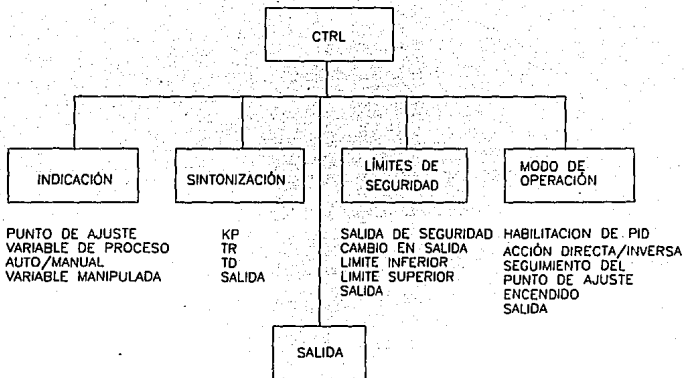 CTRL
INDICACIÓN
SINTONIZACIÓN
LÍMITES DE
SEGURIDAD
MODO DE
OPERACIÓN
PUNTO DE AJUSTE
VARIABLE DE PROCESO
AUTO/MANUAL
VARIABLE MANIPULADA
KP
TR
TD
SALIDA
SALIDA DE SEGURIDAD
CAMBIO EN SALIDA
LIMITE INFERIOR
LIMITE SUPERIOR
SALIDA
HABILITACION DE PID
ACCIÓN DIRECTA/INVERSA
SEGUIMIENTO DEL
PUNTO DE AJUSTE
ENCENDIDO
SALIDA
SALIDA